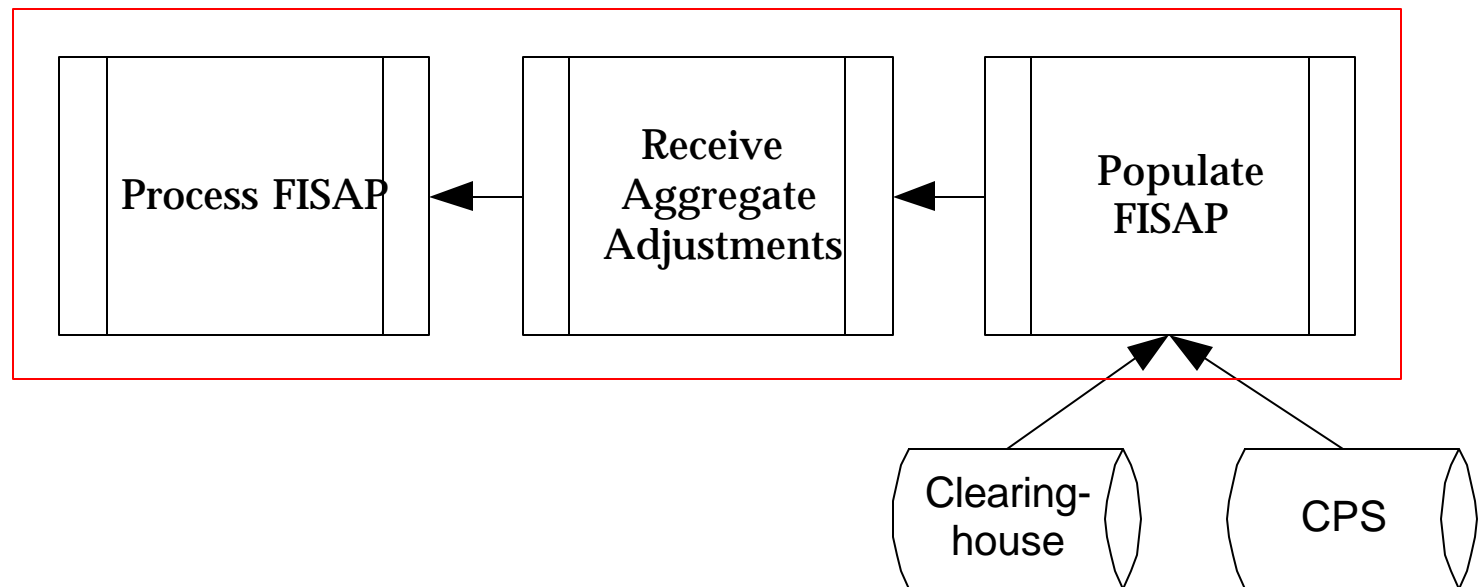 Process FISAP
Receive
Aggregate
Adjustments
Populate
FISAP
Clearing-
house
CPS